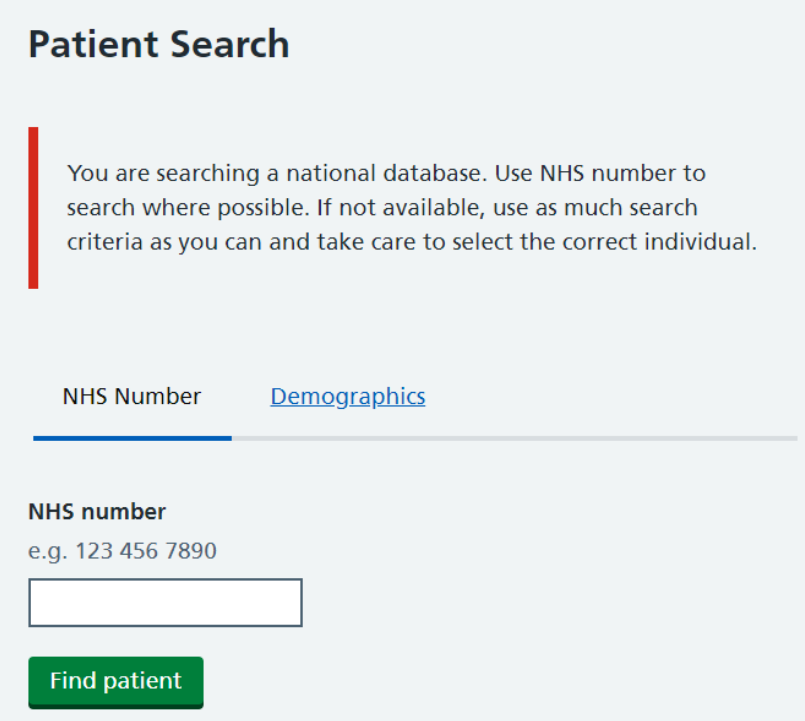 Patient Search
You are searching a national database. Use NHS number to
search where possible. If not available, use as much search
criteria as you can and take care to select the correct individual.
NHS Number
Demographics
NHS number
e.g. 123 456 7890
Find patient